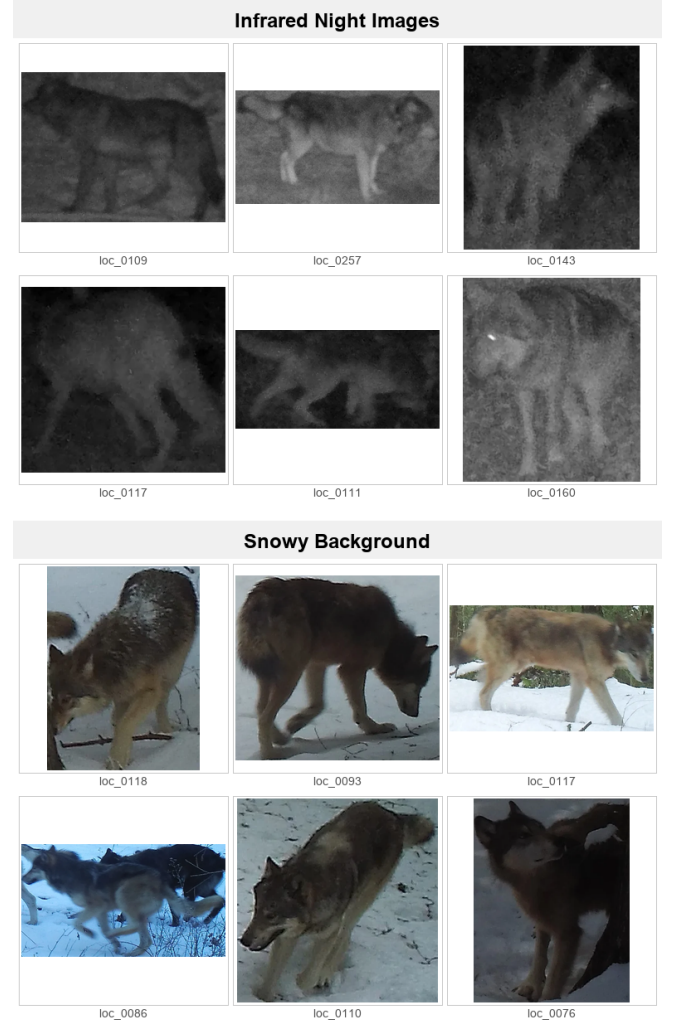 Infrared Night Images
loc_0109 loc_0257 loc_0143
loc_0117 loc_0111 loc_0160
Snowy Background
loc_0118 loc_0093 loc_0117
loc_0086 loc_0110 loc_0076